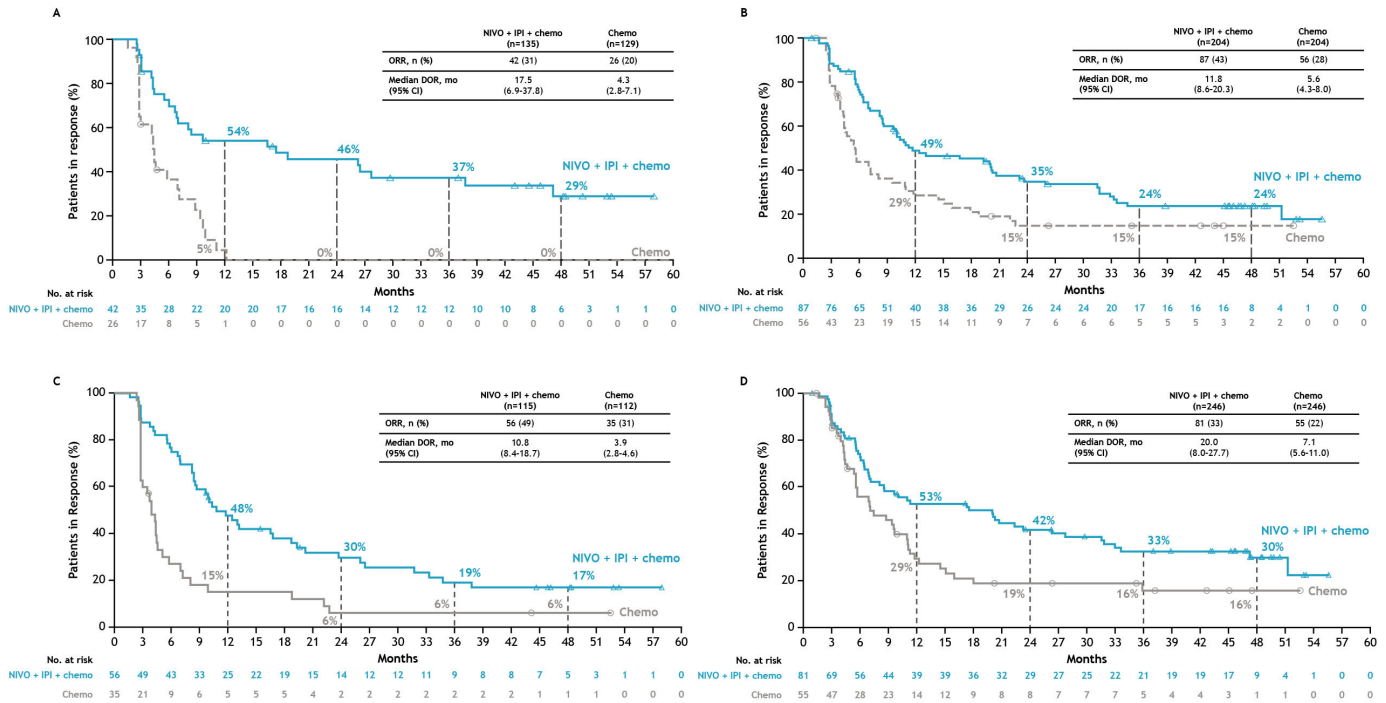 A
NIVO + IPI + chemo (n=135) Chemo (n=129)
ORR, n (%) 42 (31) 26 (20)
Median DOR, mo (95% CI) 17.5 (6.9-37.8) 4.3 (2.8-7.1)
Patients in response (%)
100
80
60
40
20
0
54%
46%
37%
29%
NIVO + IPI + chemo
5%
0%
0%
0%
Chemo
0 3 6 9 12 15 18 21 24 27 30 33 36 39 42 45 48 51 54 57 60
Months
No. at risk
NIVO + IPI + chemo 42 35 28 22 20 20 17 16 16 14 12 12 12 10 10 8 6 3 1 1 0
Chemo 26 17 8 5 1 0 0 0 0 0 0 0 0 0 0 0 0 0 0 0 0
B
NIVO + IPI + chemo (n=204) Chemo (n=204)
ORR, n (%) 87 (43) 56 (28)
Median DOR, mo (95% CI) 11.8 (8.6-20.3) 5.6 (4.3-8.0)
Patients in response (%)
100
80
60
40
20
0
49%
35%
24%
24%
NIVO + IPI + chemo
29%
15%
15%
15%
Chemo
0 3 6 9 12 15 18 21 24 27 30 33 36 39 42 45 48 51 54 57 60
Months
No. at risk
NIVO + IPI + chemo 87 76 65 51 40 38 36 29 26 24 24 20 17 16 16 16 8 4 1 0 0
Chemo 56 43 23 19 15 14 11 9 7 6 6 6 5 5 5 3 2 2 0 0 0
C
NIVO + IPI + chemo (n=115) Chemo (n=112)
ORR, n (%) 56 (49) 35 (31)
Median DOR, mo (95% CI) 10.8 (8.4-18.7) 3.9 (2.8-4.6)
Patients in Response (%)
100
80
60
40
20
0
48%
30%
19%
17%
NIVO + IPI + chemo
15%
6%
6%
6%
Chemo
0 3 6 9 12 15 18 21 24 27 30 33 36 39 42 45 48 51 54 57 60
Months
No. at risk
NIVO + IPI + chemo 56 49 43 33 25 22 19 15 14 12 12 11 9 8 8 7 5 3 1 1 0
Chemo 35 21 9 6 5 5 5 4 2 2 2 2 2 2 2 1 1 1 0 0 0
D
NIVO + IPI + chemo (n=246) Chemo (n=246)
ORR, n (%) 81 (33) 55 (22)
Median DOR, mo (95% CI) 20.0 (8.0-27.7) 7.1 (5.6-11.0)
Patients in Response (%)
100
80
60
40
20
0
53%
42%
33%
30%
NIVO + IPI + chemo
29%
19%
16%
16%
Chemo
0 3 6 9 12 15 18 21 24 27 30 33 36 39 42 45 48 51 54 57 60
Months
No. at risk
NIVO + IPI + chemo 81 69 56 44 39 39 36 32 29 27 25 22 21 19 19 17 9 4 1 0 0
Chemo 55 47 28 23 14 12 9 8 8 7 7 7 5 4 4 3 1 1 0 0 0